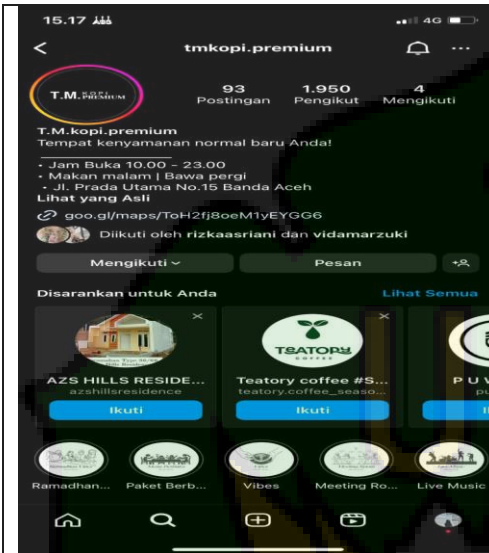 15.17
4G
tmkopi.premium
T.M.KOPI PREMIUM
93 1.950 4
Postingan Pengikut Mengikuti
T.M.kopi.premium
Tempat kenyamanan normal baru Anda!
• Jam Buka 10.00 - 23.00
• Makan malam | Bawa pergi
• Jl. Prada Utama No.15 Banda Aceh
Lihat yang Asli
goo.gl/maps/ToH2fj8oeM1yEYGG6
Diikuti oleh rizkaasriani dan vidamarzuki
Mengikuti Pesan
Disarankan untuk Anda Lihat Semua
TEATORY
COFFEE
AZS HILLS RESIDE... Teatory coffee #S... P U
azshillsresidence teatory.coffee_seaso...
Ikuti Ikuti
Ramadhan... Paket Berb... Vibes Meeting Ro... Live Music